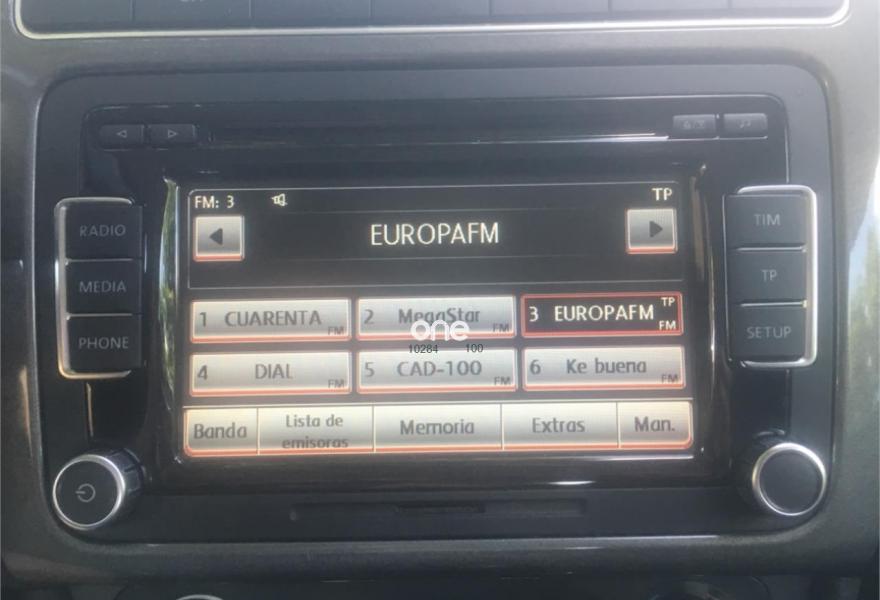 FM: 3
TP
EUROPAFM
RADIO
MEDIA
PHONE
TIM
TP
SETUP
1 CUARENTA FM
2 MegaStar FM
3 EUROPAFM TP FM
4 DIAL FM
5 CAD-100 FM
6 Ke buena FM
one
10284 100
Banda
Lista de
emisoras
Memoria
Extras
Man.